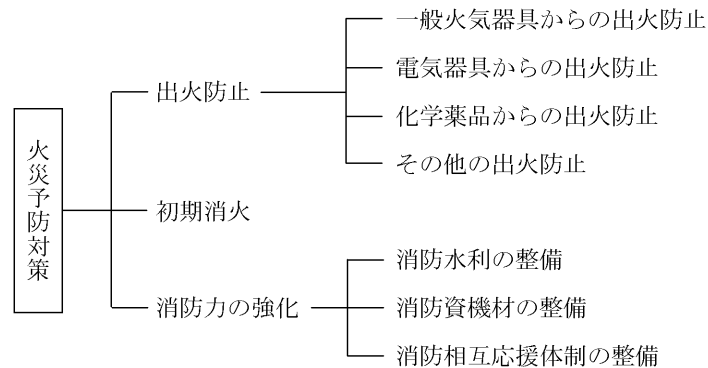 火災予防対策
出火防止
一般火気器具からの出火防止
電気器具からの出火防止
化学薬品からの出火防止
その他の出火防止
初期消火
消防力の強化
消防水利の整備
消防資機材の整備
消防相互応援体制の整備